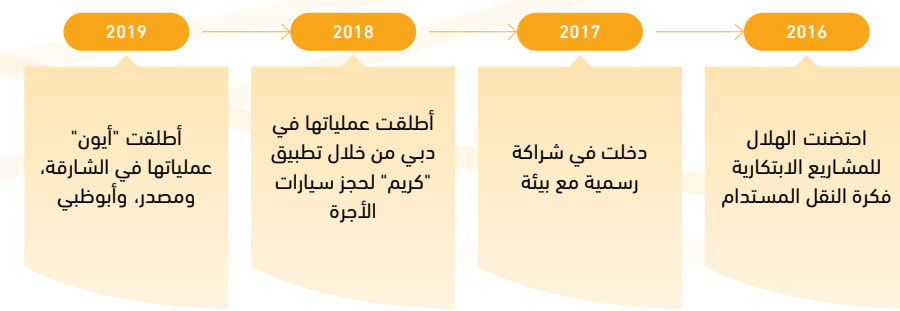 2016
احتضنت الهلال
للمشاريع الابتكارية
فكرة النقل المستدام
2017
دخلت في شراكة
رسمية مع بيئة
2018
أطلقت عملياتها في
دبي من خلال تطبيق
"كريم" لحجز سيارات
الأجرة
2019
أطلقت "أيون"
عملياتها في الشارقة،
ومصدر، وأبوظبي